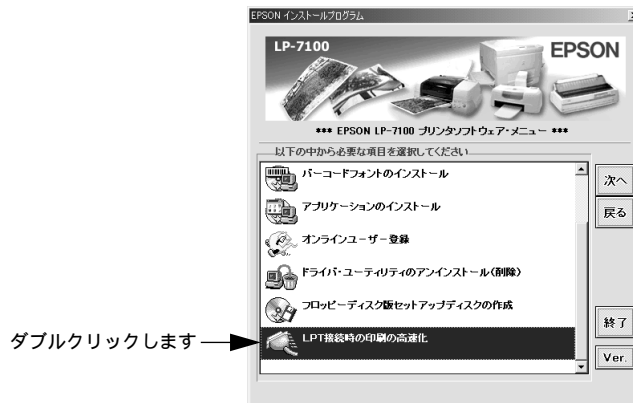 EPSON インストールプログラム
LP-7100
EPSON
*** EPSON LP-7100 プリンタソフトウェア・メニュー ***
以下の中から必要な項目を選択してください
バーコードフォントのインストール
アプリケーションのインストール
オンラインユーザー登録
ドライバ・ユーティリティのアンインストール(削除)
フロッピーディスク版セットアップディスクの作成
LPT接続時の印刷の高速化
次へ
戻る
終了
Ver.
ダブルクリックします